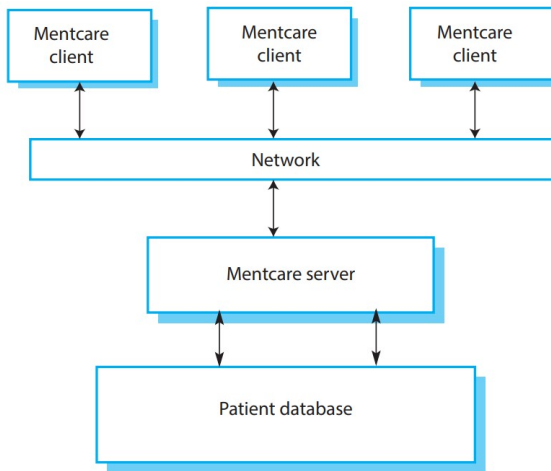 Mentcare
client
Mentcare
client
Mentcare
client
Network
Mentcare server
Patient database